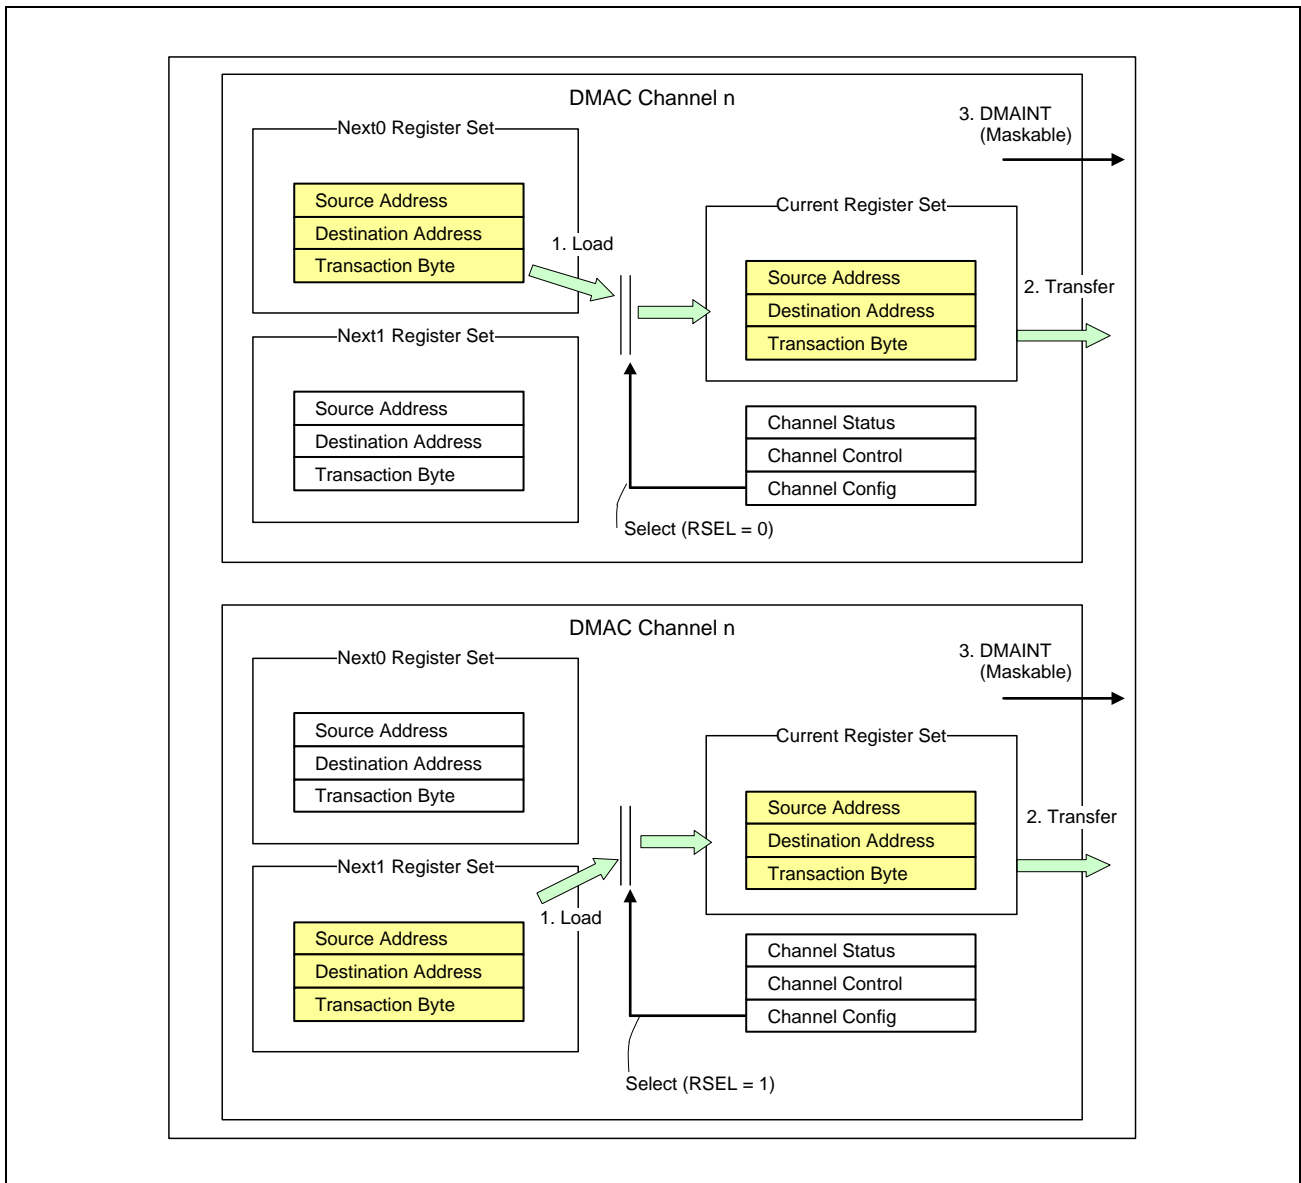 DMAC Channel n
3. DMAINT
(Maskable)
Next0 Register Set
Source Address
Destination Address
Transaction Byte
1. Load
Current Register Set
Source Address
Destination Address
Transaction Byte
2. Transfer
Next1 Register Set
Source Address
Destination Address
Transaction Byte
Channel Status
Channel Control
Channel Config
Select (RSEL = 0)
DMAC Channel n
3. DMAINT
(Maskable)
Next0 Register Set
Source Address
Destination Address
Transaction Byte
Current Register Set
Source Address
Destination Address
Transaction Byte
2. Transfer
Next1 Register Set
1. Load
Source Address
Destination Address
Transaction Byte
Channel Status
Channel Control
Channel Config
Select (RSEL = 1)